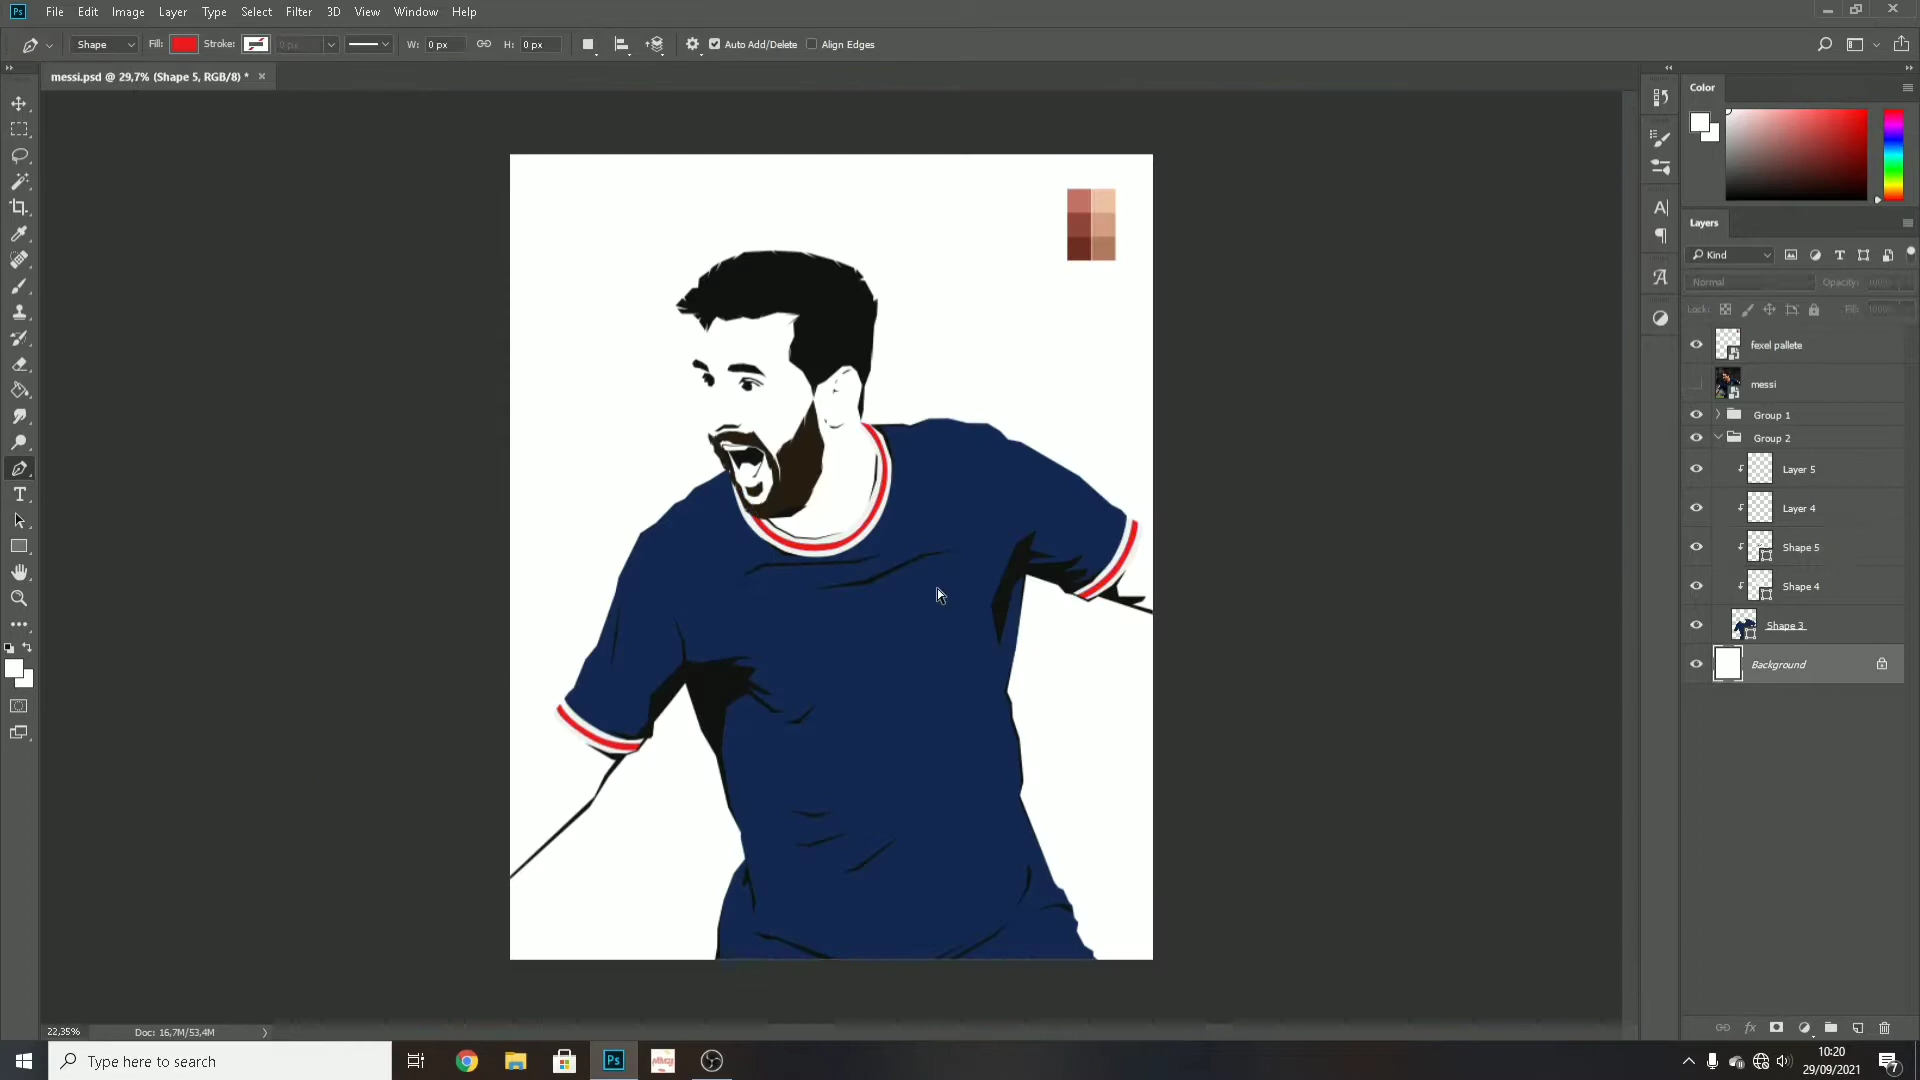 Ps File Edit Image Layer Type Select Filter 3D View Window Help
Shape Fill: Stroke: 0 px W: 0 px H: 0 px Auto Add/Delete Align Edges
messi.psd @ 29,7% (Shape 5, RGB/8) *
Color
Layers
Kind
Normal Opacity:
Lock: Fill:
fexel pallete
messi
Group 1
Group 2
Layer 5
Layer 4
Shape 5
Shape 4
Shape 3
Background
22,35% Doc: 16,7M/53,4M
Type here to search
Ps
10:20
29/09/2021
7